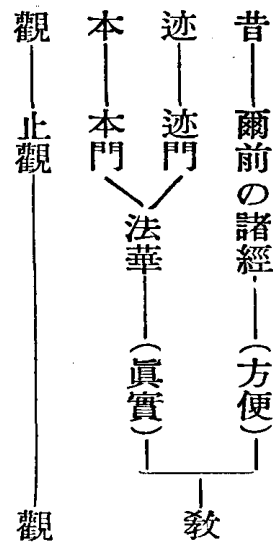 昔 爾前の諸經 (方便)
迹 迹門
本 本門
法華 (眞實)
教
觀 止觀 觀